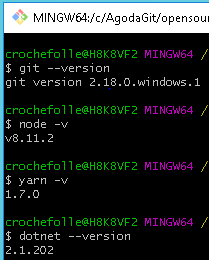 MINGW64:/c/AgodaGit/opensou
crochefolle@H8K8VF2 MINGW64 /
$ git --version
git version 2.18.0.windows.1
crochefolle@H8K8VF2 MINGW64 /
$ node -v
v8.11.2
crochefolle@H8K8VF2 MINGW64 /
$ yarn -v
1.7.0
crochefolle@H8K8VF2 MINGW64 /
$ dotnet --version
2.1.202